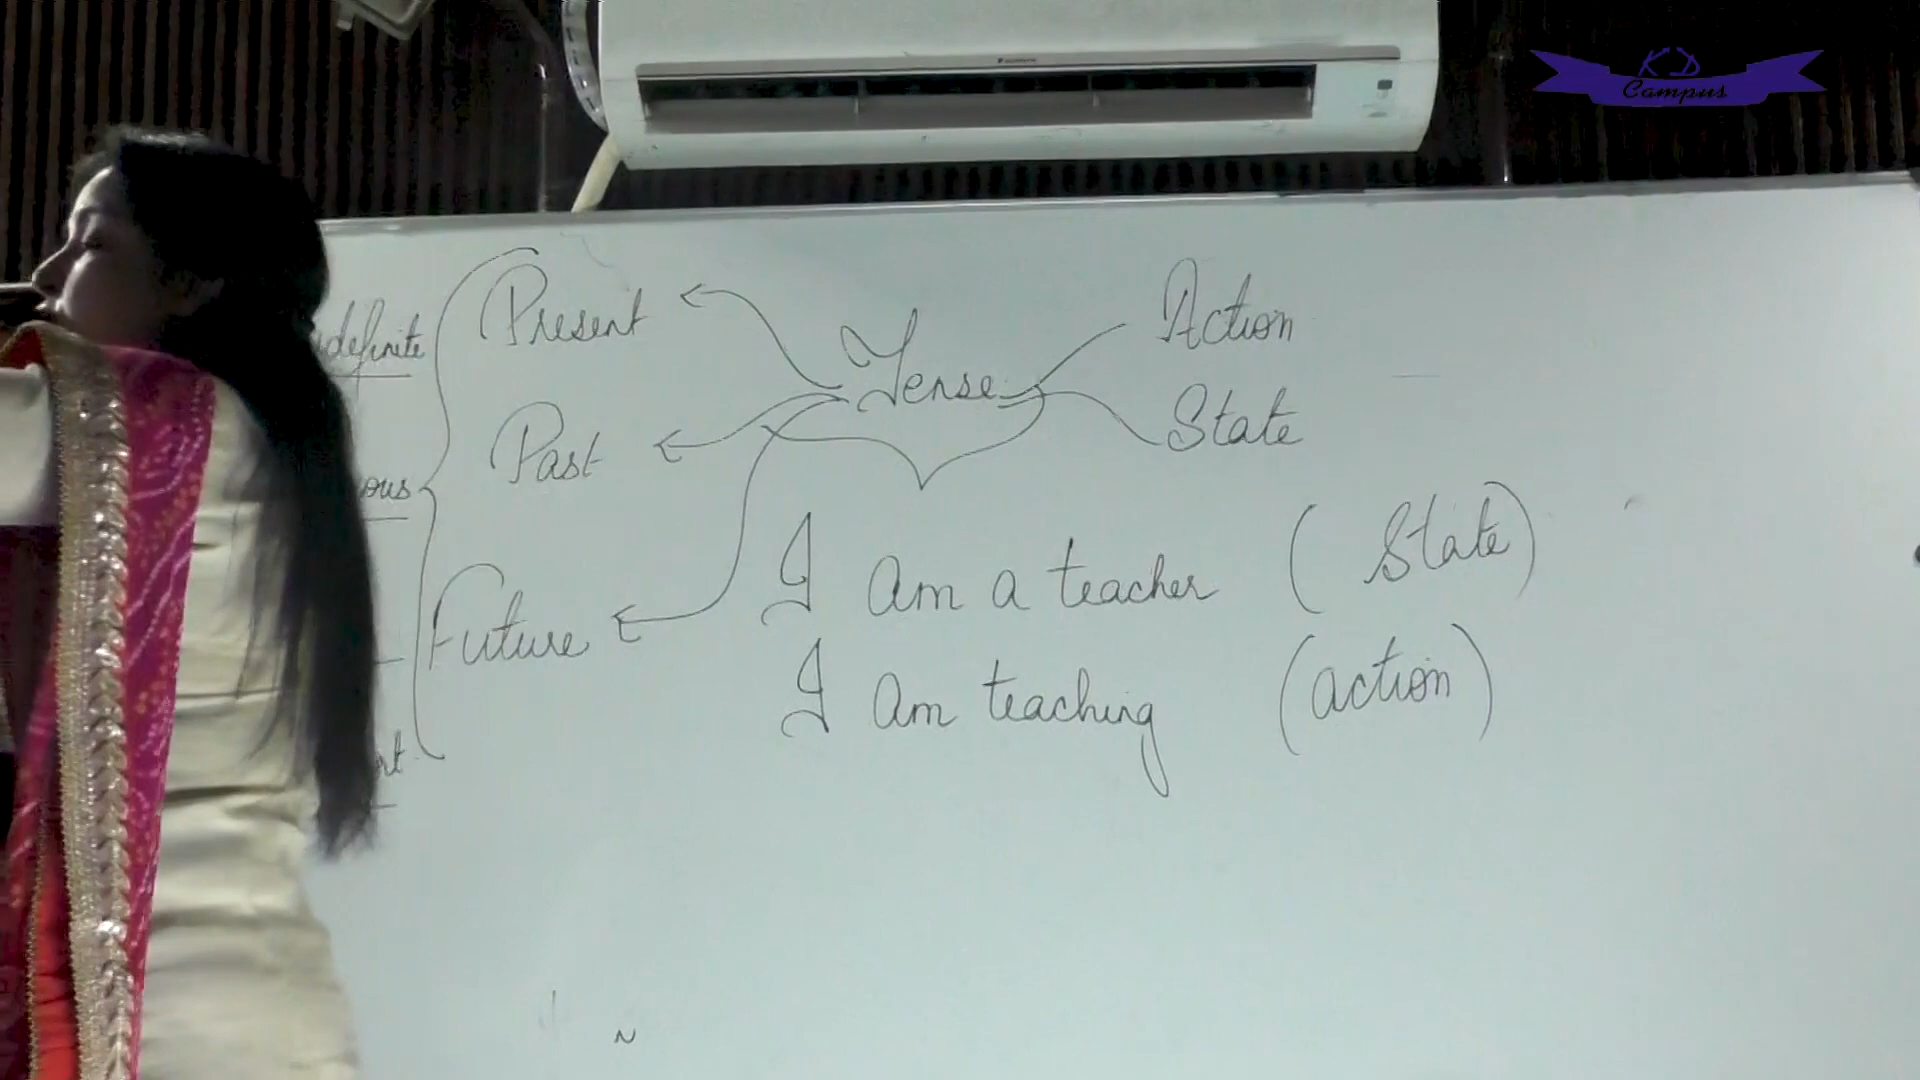 KD
Campus
Present
Tense
Action
Past
State
Future
I am a teacher (State)
I am teaching (action)